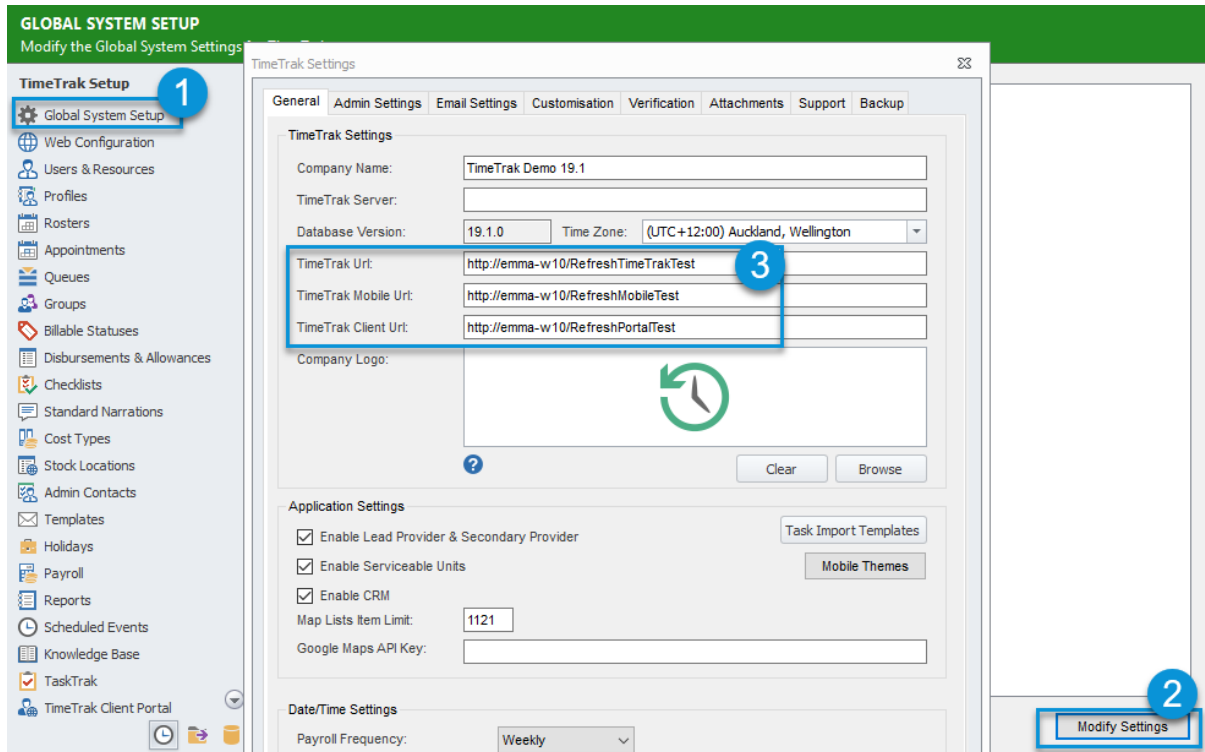 GLOBAL SYSTEM SETUP
Modify the Global System Settings
TimeTrak Setup
1
Global System Setup
Web Configuration
Users & Resources
Profiles
Rosters
Appointments
Queues
Groups
Billable Statuses
Disbursements & Allowances
Checklists
Standard Narrations
Cost Types
Stock Locations
Admin Contacts
Templates
Holidays
Payroll
Reports
Scheduled Events
Knowledge Base
TaskTrak
TimeTrak Client Portal
TimeTrak Settings
General Admin Settings Email Settings Customisation Verification Attachments Support Backup
TimeTrak Settings
Company Name: TimeTrak Demo 19.1
TimeTrak Server:
Database Version: 19.1.0 Time Zone: (UTC+12:00) Auckland, Wellington
TimeTrak Url: http://emma-w10/RefreshTimeTrakTest
3
TimeTrak Mobile Url: http://emma-w10/RefreshMobileTest
TimeTrak Client Url: http://emma-w10/RefreshPortalTest
Company Logo:
? Clear Browse
Application Settings
Enable Lead Provider & Secondary Provider Task Import Templates
Enable Serviceable Units Mobile Themes
Enable CRM
Map Lists Item Limit: 1121
Google Maps API Key:
Date/Time Settings
Payroll Frequency: Weekly
2
Modify Settings